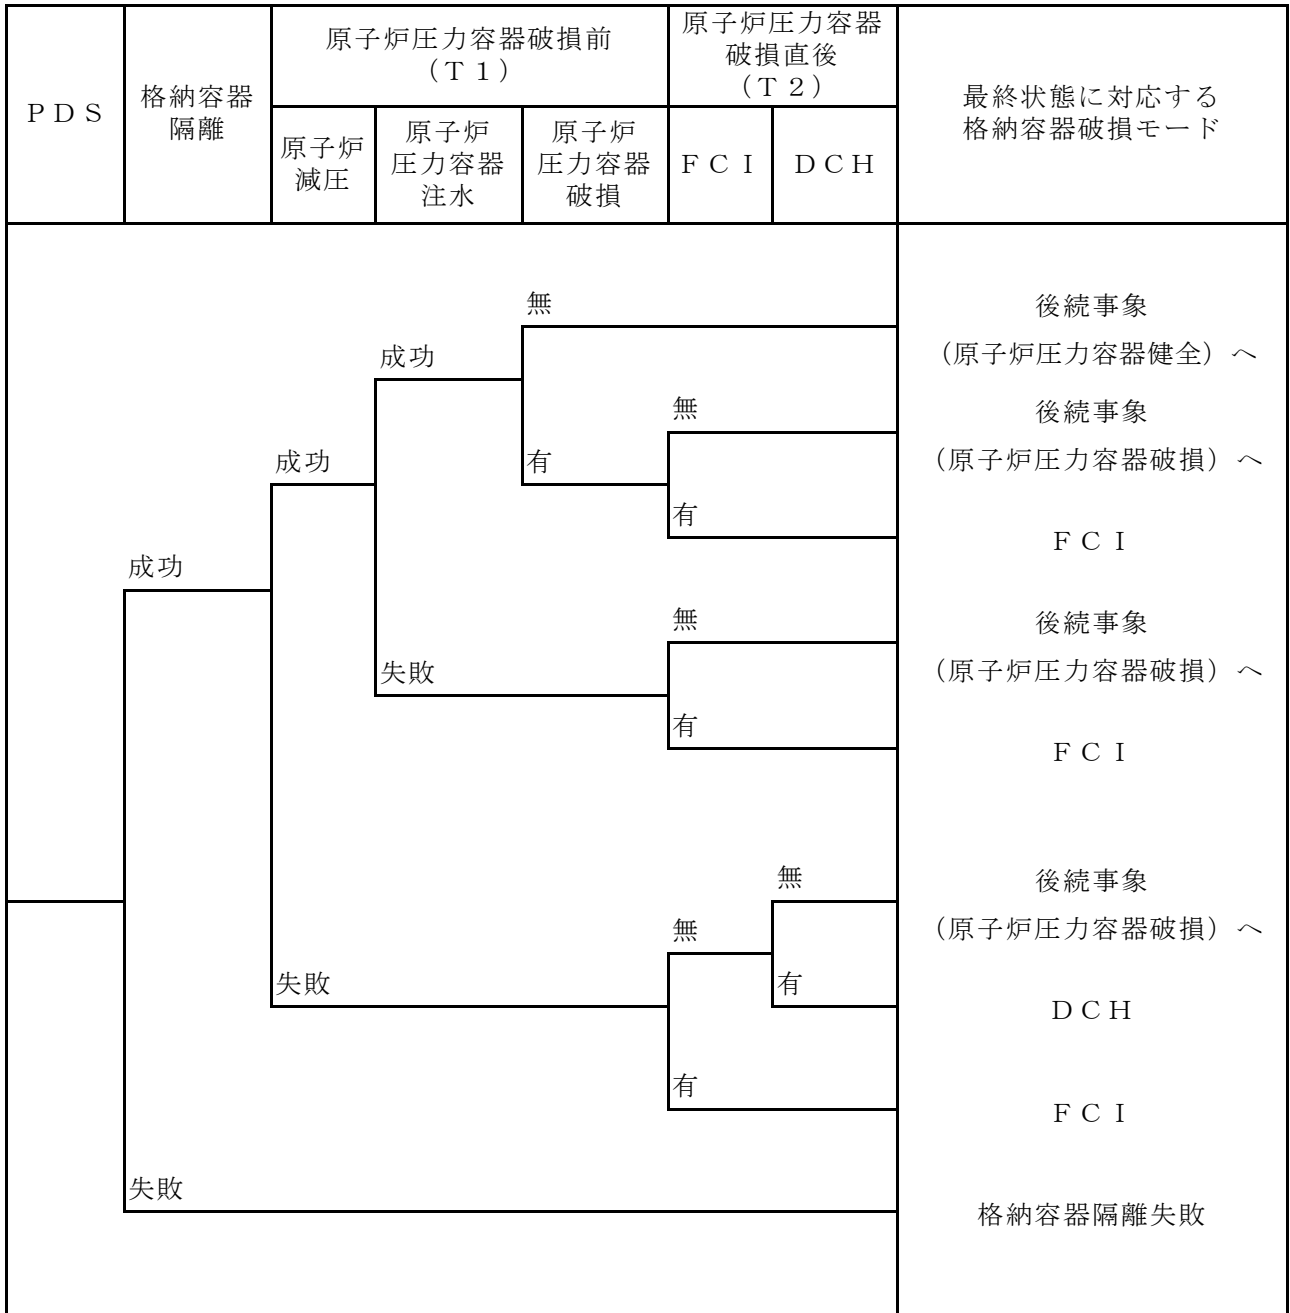 ＰＤＳ
格納容器
隔離
原子炉圧力容器破損前
（Ｔ１）
原子炉
減圧
原子炉
圧力容器
注水
原子炉
圧力容器
破損
原子炉圧力容器
破損直後
（Ｔ２）
ＦＣＩ
ＤＣＨ
最終状態に対応する
格納容器破損モード
無
後続事象
（原子炉圧力容器健全）へ
成功
無
後続事象
（原子炉圧力容器破損）へ
成功
有
有
ＦＣＩ
成功
無
後続事象
（原子炉圧力容器破損）へ
失敗
有
ＦＣＩ
無
後続事象
（原子炉圧力容器破損）へ
無
失敗
有
ＤＣＨ
有
ＦＣＩ
失敗
格納容器隔離失敗